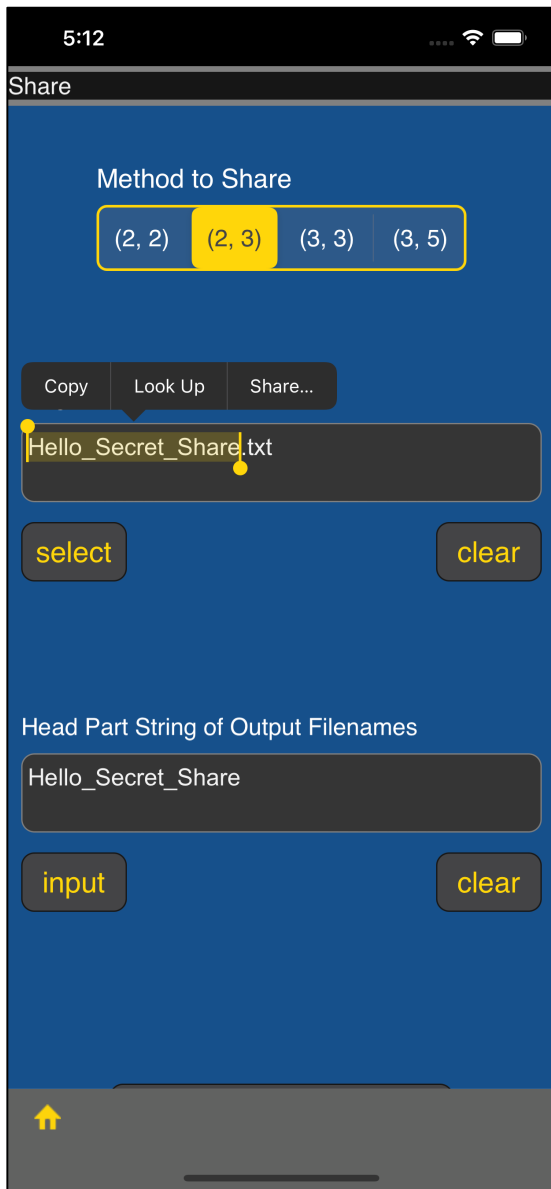 5:12
Share
Method to Share
(2, 2) (2, 3) (3, 3) (3, 5)
Copy Look Up Share...
Hello_Secret_Share.txt
select clear
Head Part String of Output Filenames
Hello_Secret_Share
input clear